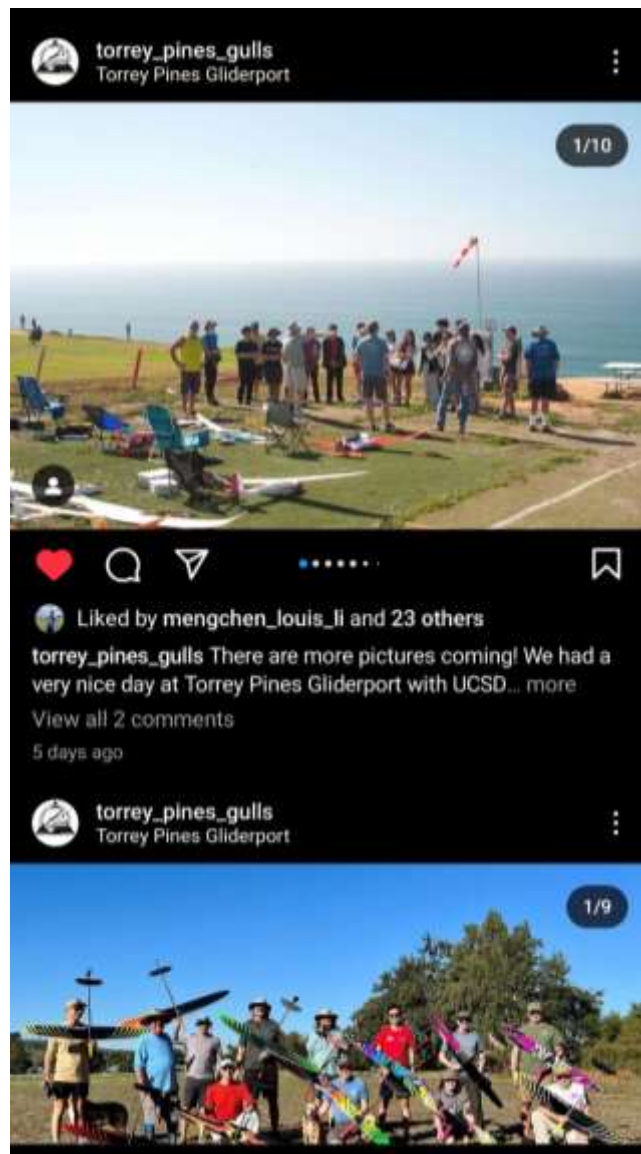 torrey_pines_gulls
Torrey Pines Gliderport
1/10
Liked by mengchen_louis_li and 23 others
torrey_pines_gulls There are more pictures coming! We had a
very nice day at Torrey Pines Gliderport with UCSD... more
View all 2 comments
5 days ago
torrey_pines_gulls
Torrey Pines Gliderport
1/9